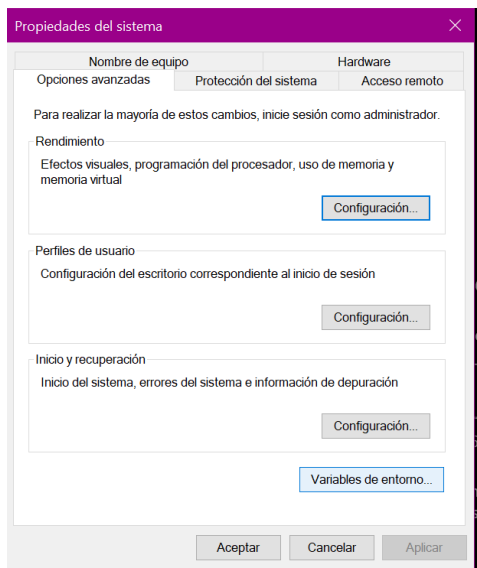 Propiedades del sistema
Nombre de equipo
Hardware
Opciones avanzadas
Protección del sistema
Acceso remoto
Para realizar la mayoría de estos cambios, inicie sesión como administrador.
Rendimiento
Efectos visuales, programación del procesador, uso de memoria y
memoria virtual
Configuración...
Perfiles de usuario
Configuración del escritorio correspondiente al inicio de sesión
Configuración...
Inicio y recuperación
Inicio del sistema, errores del sistema e información de depuración
Configuración...
Variables de entorno...
Aceptar
Cancelar
Aplicar